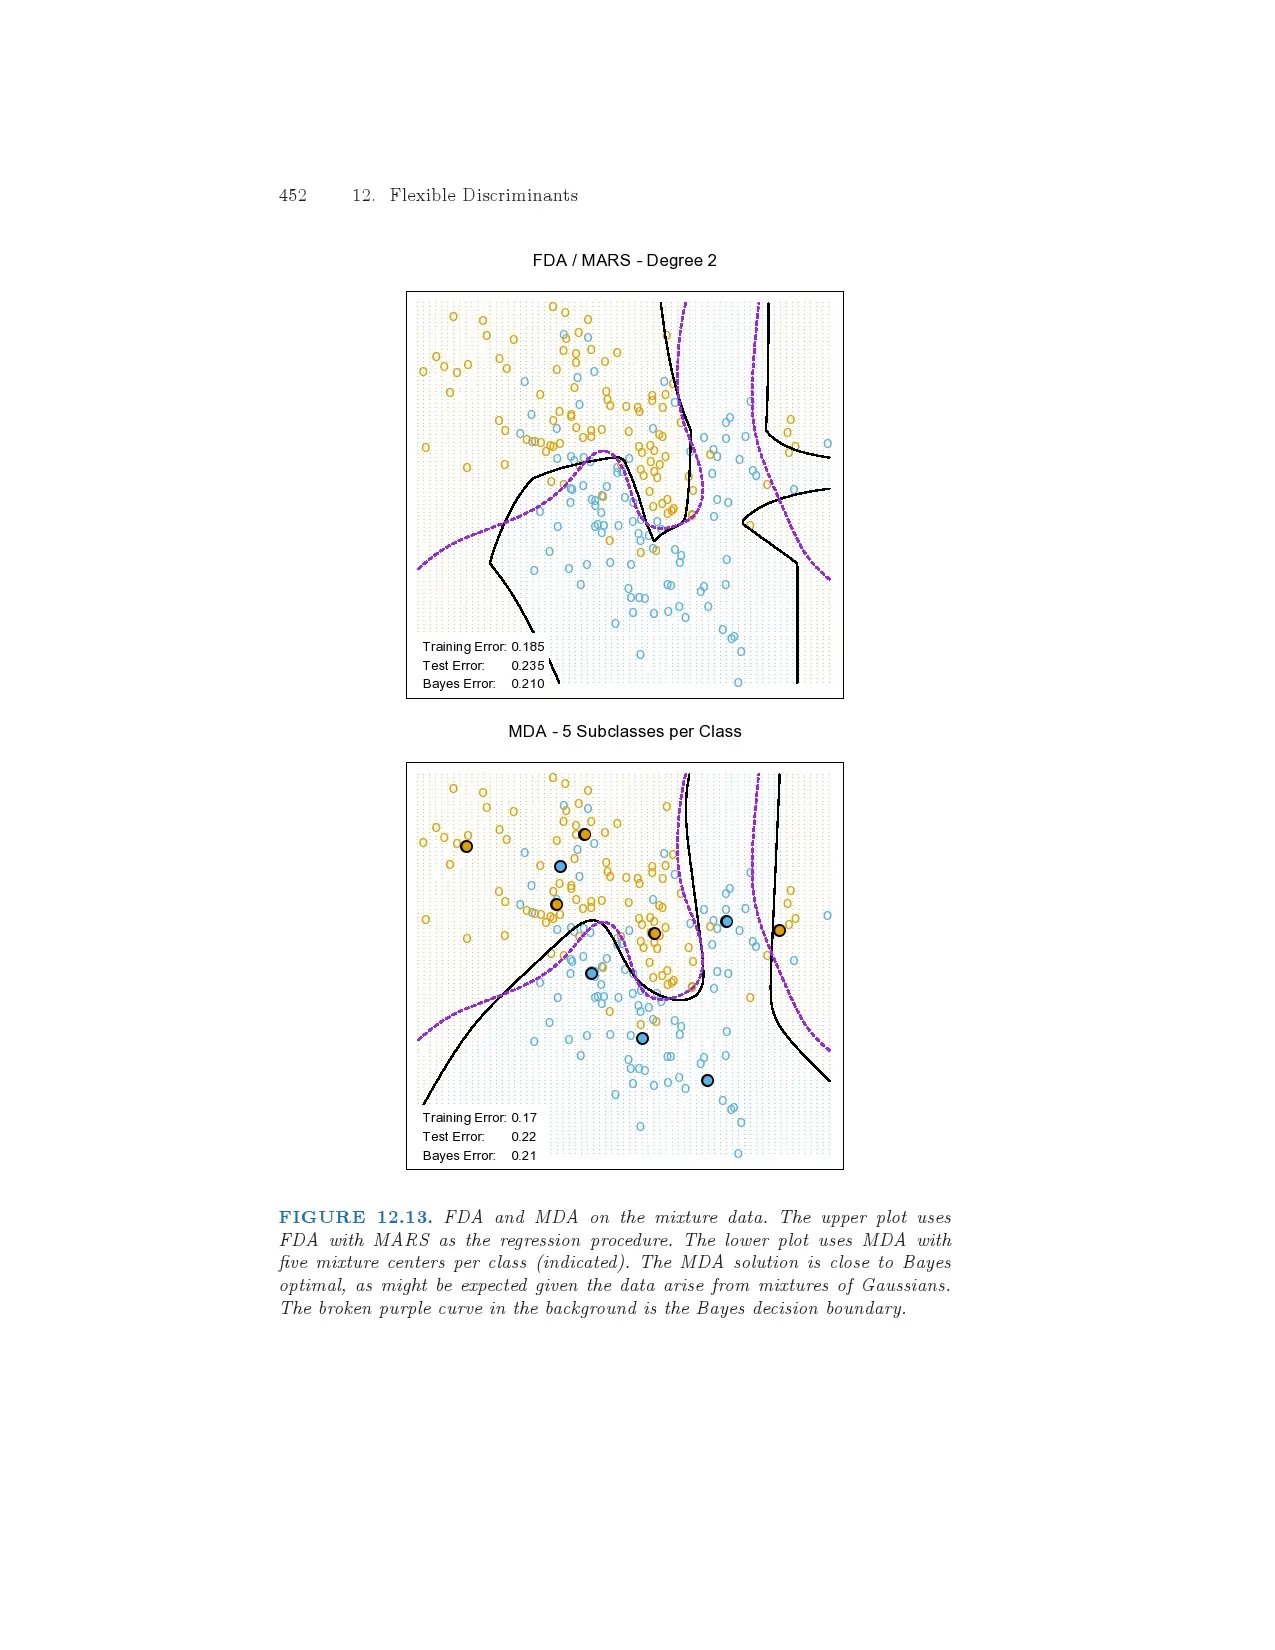 452 12. Flexible Discriminants
FDA / MARS - Degree 2
Training Error: 0.185
Test Error: 0.235
Bayes Error: 0.210
MDA - 5 Subclasses per Class
Training Error: 0.17
Test Error: 0.22
Bayes Error: 0.21
FIGURE 12.13. FDA and MDA on the mixture data. The upper plot uses
FDA with MARS as the regression procedure. The lower plot uses MDA with
five mixture centers per class (indicated). The MDA solution is close to Bayes
optimal, as might be expected given the data arise from mixtures of Gaussians.
The broken purple curve in the background is the Bayes decision boundary.